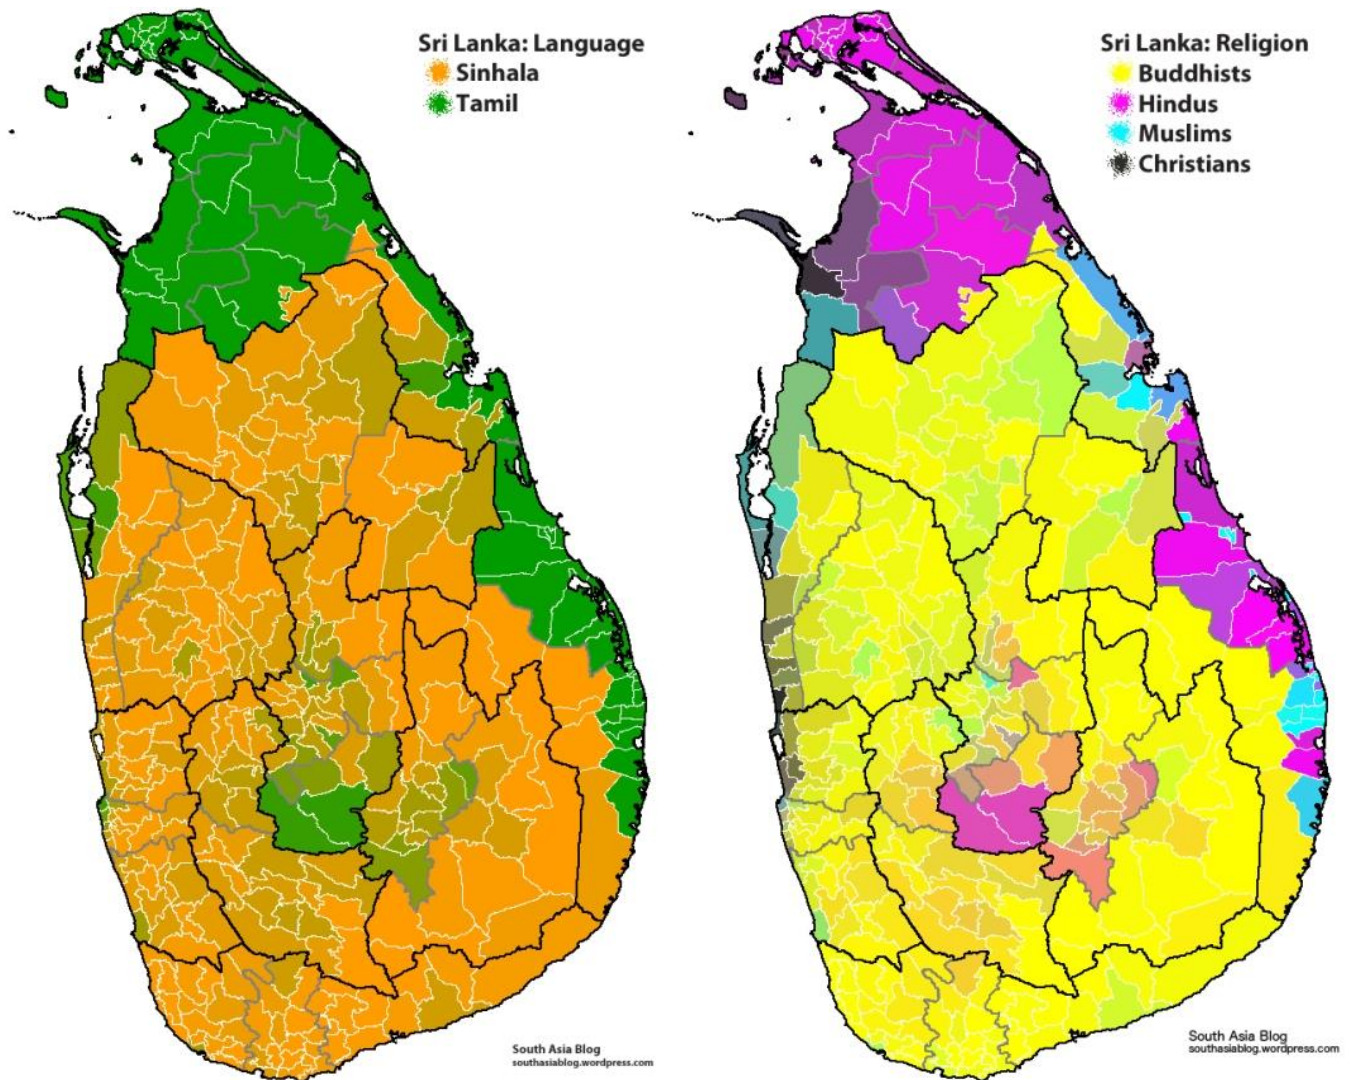 Sri Lanka: Language
Sinhala
Tamil
South Asia Blog
southasiablog.wordpress.com
Sri Lanka: Religion
Buddhists
Hindus
Muslims
Christians
South Asia Blog
southasiablog.wordpress.com